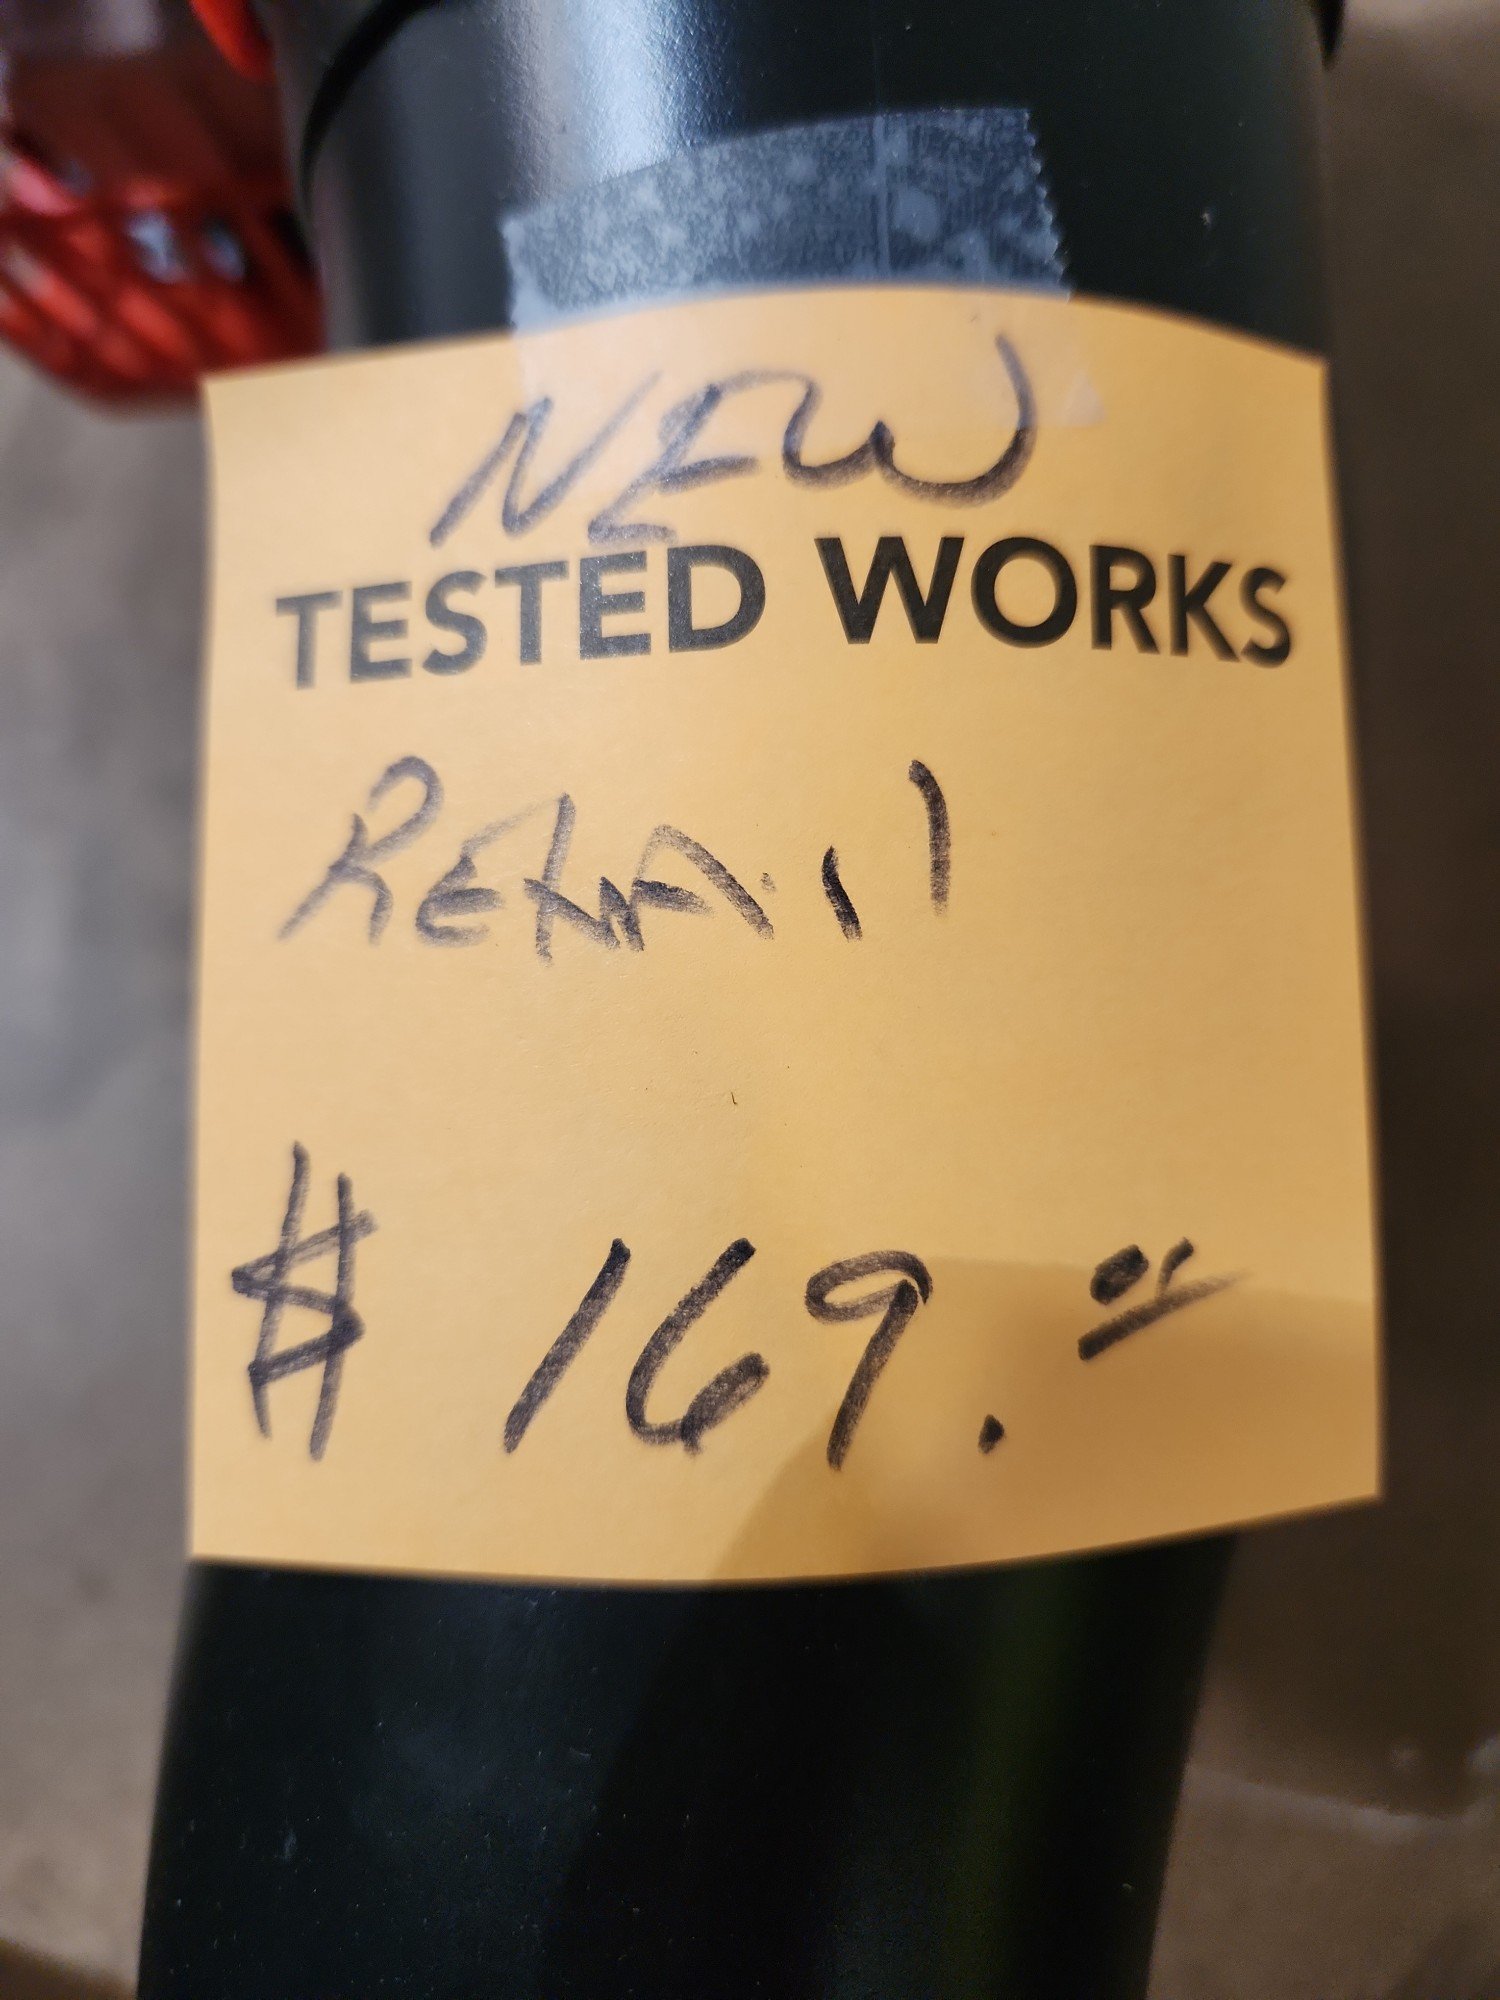 NEW
TESTED WORKS
RETAil
$ 169.00